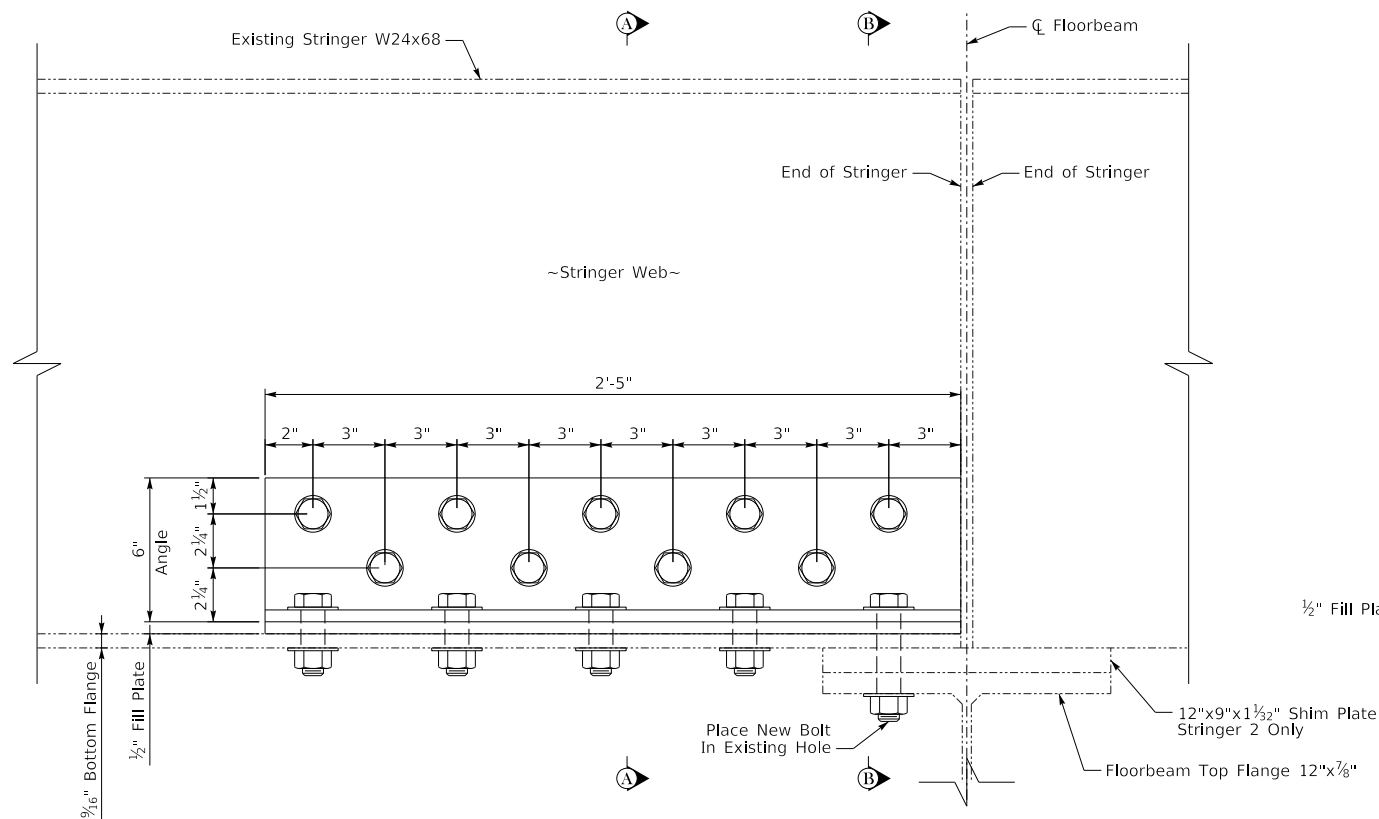 A
B
℄ Floorbeam
Existing Stringer W24x68
End of Stringer
End of Stringer
~Stringer Web~
2'-5"
2"
3"
3"
3"
3"
3"
3"
3"
3"
3"
1½"
2¼"
2¼"
6"
Angle
½" Fill Plate
9⁄16" Bottom Flange
½" Fill Pla
Place New Bolt
In Existing Hole
12"x9"x1 1⁄32" Shim Plate
Stringer 2 Only
Floorbeam Top Flange 12"x⅞"
A
B